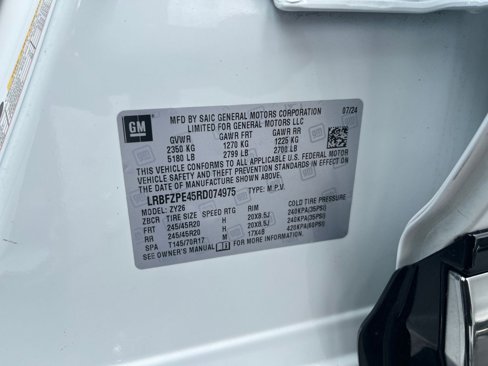 GM
MFD BY SAIC GENERAL MOTORS CORPORATION 07/24
LIMITED FOR GENERAL MOTORS LLC
GVWR GAWR FRT GAWR RR
2350 KG 1270 KG 1225 KG
5180 LB 2799 LB 2700 LB
THIS VEHICLE CONFORMS TO ALL APPLICABLE U.S. FEDERAL MOTOR
VEHICLE SAFETY AND THEFT PREVENTION STANDARDS IN EFFECT ON
THE DATE OF MANUFACTURE SHOWN ABOVE.
LRBFZPE45RD074975 TYPE: M.P.V.
MODEL: ZY26
ZBCR TIRE SIZE SPEED RTG RIM COLD TIRE PRESSURE
FRT 245/45R20 H 20X8.5J 240KPA(35PSI)
RR 245/45R20 H 20X8.5J 240KPA(35PSI)
SPA T145/70R17 M 17X4B 420KPA(60PSI)
SEE OWNER'S MANUAL FOR MORE INFORMATION.